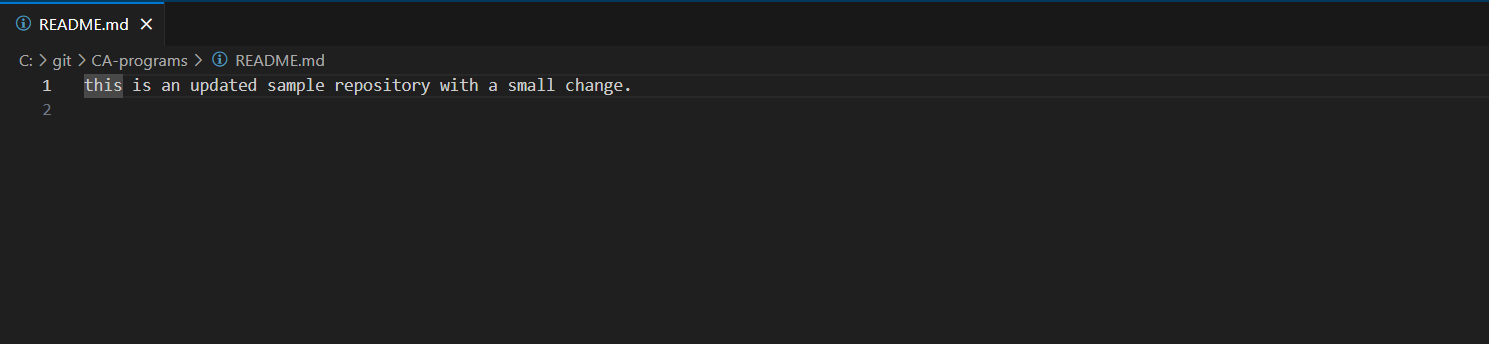 README.md
C: > git > CA-programs > README.md
1 this is an updated sample repository with a small change.
2